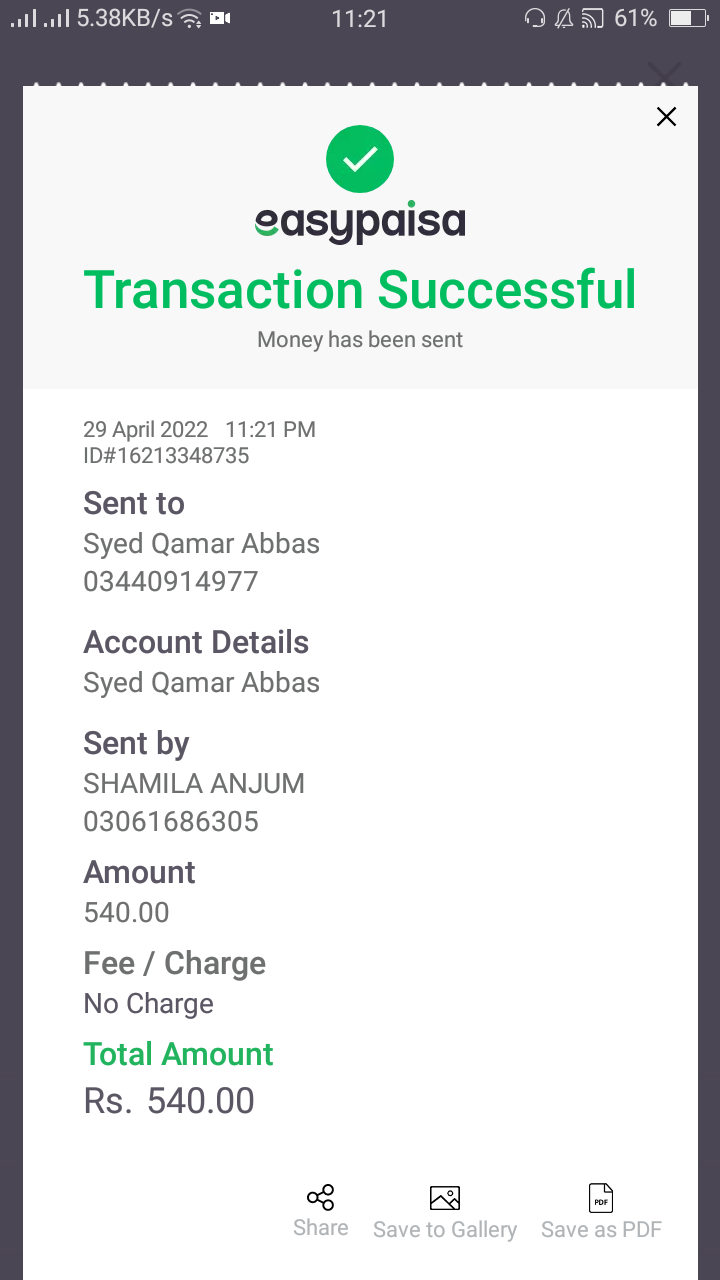 5.38KB/s 11:21 61%
easypaisa
Transaction Successful
Money has been sent
29 April 2022 11:21 PM
ID#16213348735
Sent to
Syed Qamar Abbas
03440914977
Account Details
Syed Qamar Abbas
Sent by
SHAMILA ANJUM
03061686305
Amount
540.00
Fee / Charge
No Charge
Total Amount
Rs. 540.00
PDF
Share Save to Gallery Save as PDF